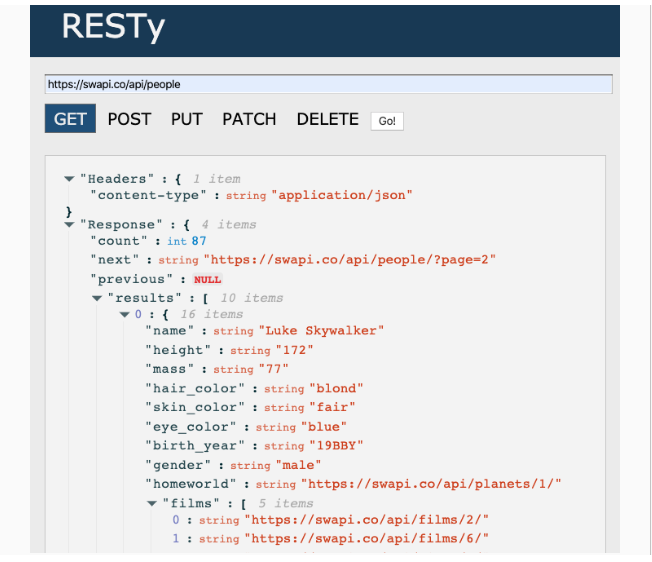 RESTy
https://swapi.co/api/people
GET POST PUT PATCH DELETE Go!
"Headers" : { 1 item
"content-type" : string "application/json"
}
"Response" : { 4 items
"count" : int 87
"next" : string "https://swapi.co/api/people/?page=2"
"previous" : NULL
"results" : [ 10 items
0 : { 16 items
"name" : string "Luke Skywalker"
"height" : string "172"
"mass" : string "77"
"hair_color" : string "blond"
"skin_color" : string "fair"
"eye_color" : string "blue"
"birth_year" : string "19BBY"
"gender" : string "male"
"homeworld" : string "https://swapi.co/api/planets/1/"
"films" : [ 5 items
0 : string "https://swapi.co/api/films/2/"
1 : string "https://swapi.co/api/films/6/"